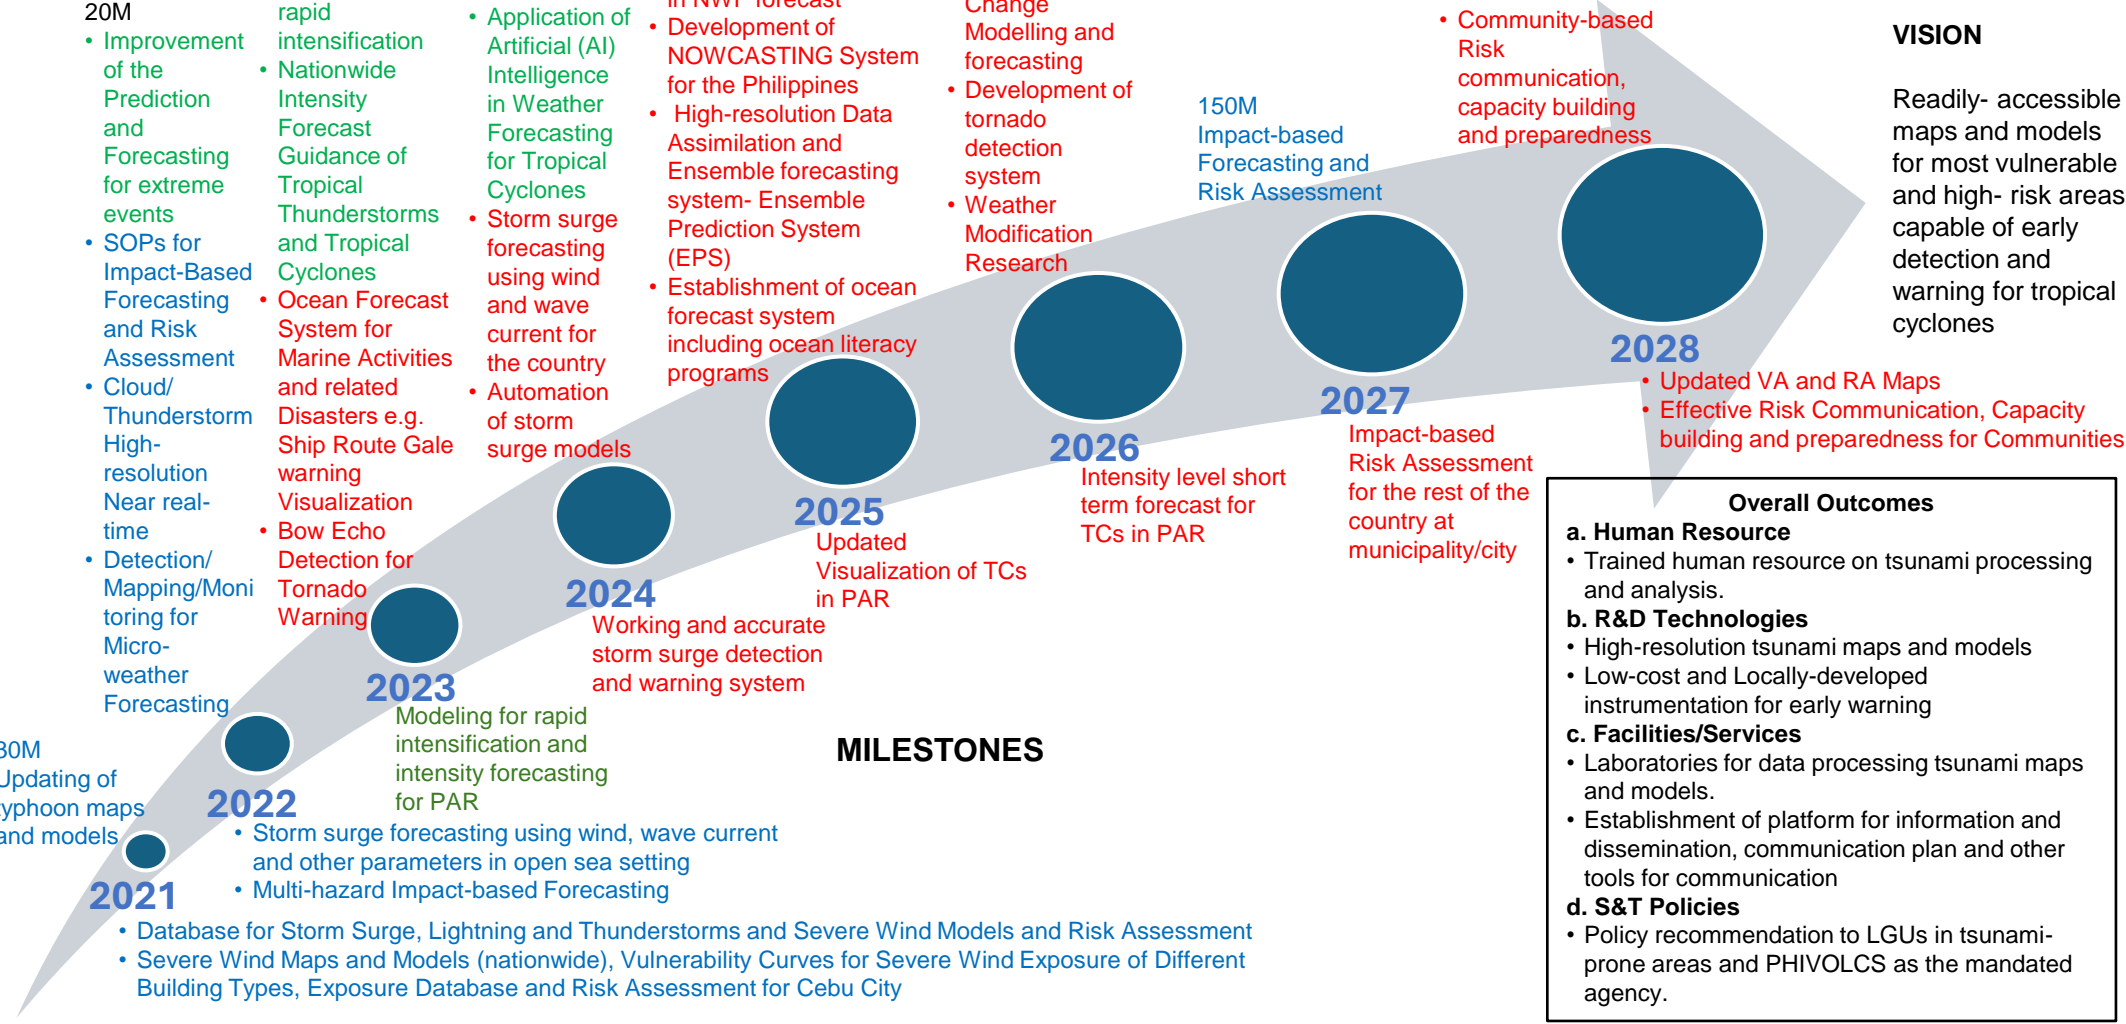 20M
• Improvement
of the
Prediction
and
Forecasting
for extreme
events
• SOPs for
Impact-Based
Forecasting
and Risk
Assessment
• Cloud/
Thunderstorm
High-
resolution
Near real-
time
• Detection/
Mapping/Moni
toring for
Micro-
weather
Forecasting
rapid
intensification
• Nationwide
Intensity
Forecast
Guidance of
Tropical
Thunderstorms
and Tropical
Cyclones
• Ocean Forecast
System for
Marine Activities
and related
Disasters e.g.
Ship Route Gale
warning
Visualization
• Bow Echo
Detection for
Tornado
Warning
• Application of
Artificial (AI)
Intelligence
in Weather
Forecasting
for Tropical
Cyclones
• Storm surge
forecasting
using wind
and wave
current for
the country
• Automation
of storm
surge models
in NWP forecast
• Development of
NOWCASTING System
for the Philippines
• High-resolution Data
Assimilation and
Ensemble forecasting
system- Ensemble
Prediction System
(EPS)
• Establishment of ocean
forecast system
including ocean literacy
programs
Change
Modelling and
forecasting
• Development of
tornado
detection
system
• Weather
Modification
Research
150M
Impact-based
Forecasting and
Risk Assessment
• Community-based
Risk
communication,
capacity building
and preparedness
VISION
Readily- accessible
maps and models
for most vulnerable
and high- risk areas
capable of early
detection and
warning for tropical
cyclones
30M
Updating of
typhoon maps
and models
2021
• Database for Storm Surge, Lightning and Thunderstorms and Severe Wind Models and Risk Assessment
• Severe Wind Maps and Models (nationwide), Vulnerability Curves for Severe Wind Exposure of Different
Building Types, Exposure Database and Risk Assessment for Cebu City
2022
• Storm surge forecasting using wind, wave current
and other parameters in open sea setting
• Multi-hazard Impact-based Forecasting
2023
Modeling for rapid
intensification and
intensity forecasting
for PAR
2024
Working and accurate
storm surge detection
and warning system
2025
Updated
Visualization of TCs
in PAR
2026
Intensity level short
term forecast for
TCs in PAR
2027
Impact-based
Risk Assessment
for the rest of the
country at
municipality/city
2028
• Updated VA and RA Maps
• Effective Risk Communication, Capacity
building and preparedness for Communities
MILESTONES
Overall Outcomes
a. Human Resource
• Trained human resource on tsunami processing
and analysis.
b. R&D Technologies
• High-resolution tsunami maps and models
• Low-cost and Locally-developed
instrumentation for early warning
c. Facilities/Services
• Laboratories for data processing tsunami maps
and models.
• Establishment of platform for information and
dissemination, communication plan and other
tools for communication
d. S&T Policies
• Policy recommendation to LGUs in tsunami-
prone areas and PHIVOLCS as the mandated
agency.